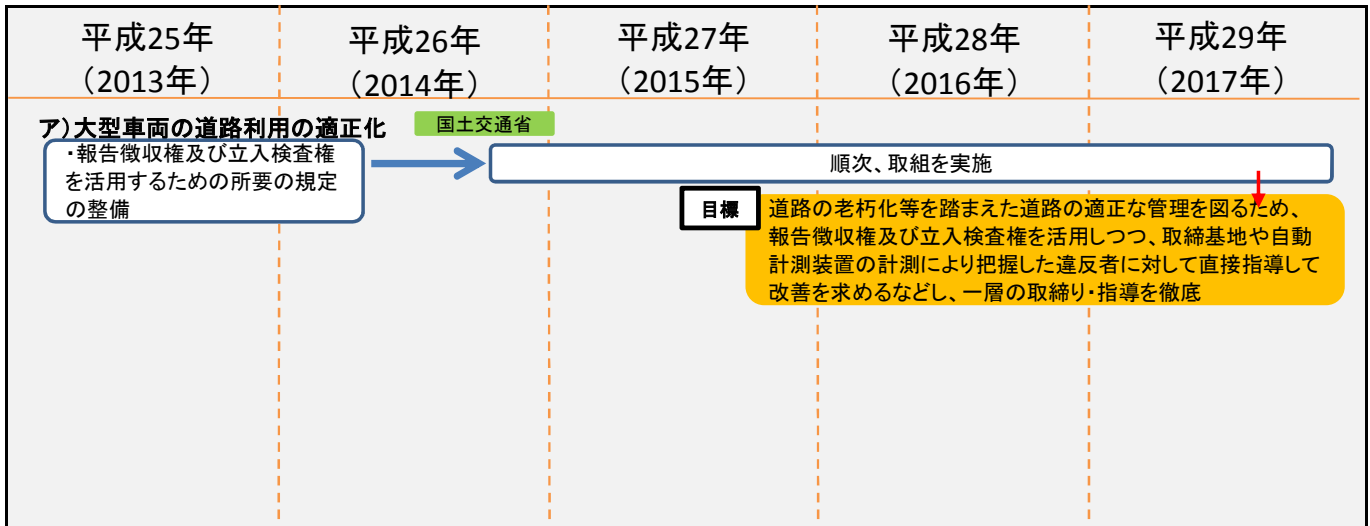 平成25年
(2013年)
平成26年
(2014年)
平成27年
(2015年)
平成28年
(2016年)
平成29年
(2017年)
ア)大型車両の道路利用の適正化
国土交通省
・報告徴収権及び立入検査権
を活用するための所要の規定
の整備
順次、取組を実施
目標
道路の老朽化等を踏まえた道路の適正な管理を図るため、
報告徴収権及び立入検査権を活用しつつ、取締基地や自動
計測装置の計測により把握した違反者に対して直接指導して
改善を求めるなどし、一層の取締り・指導を徹底